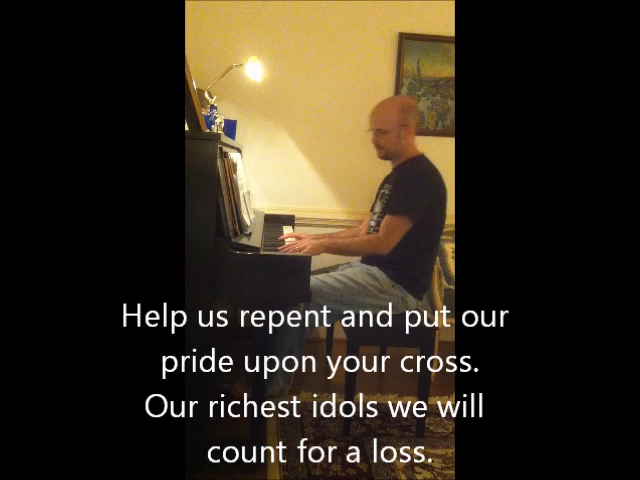 Help us repent and put our
pride upon your cross.
Our richest idols we will
count for a loss.